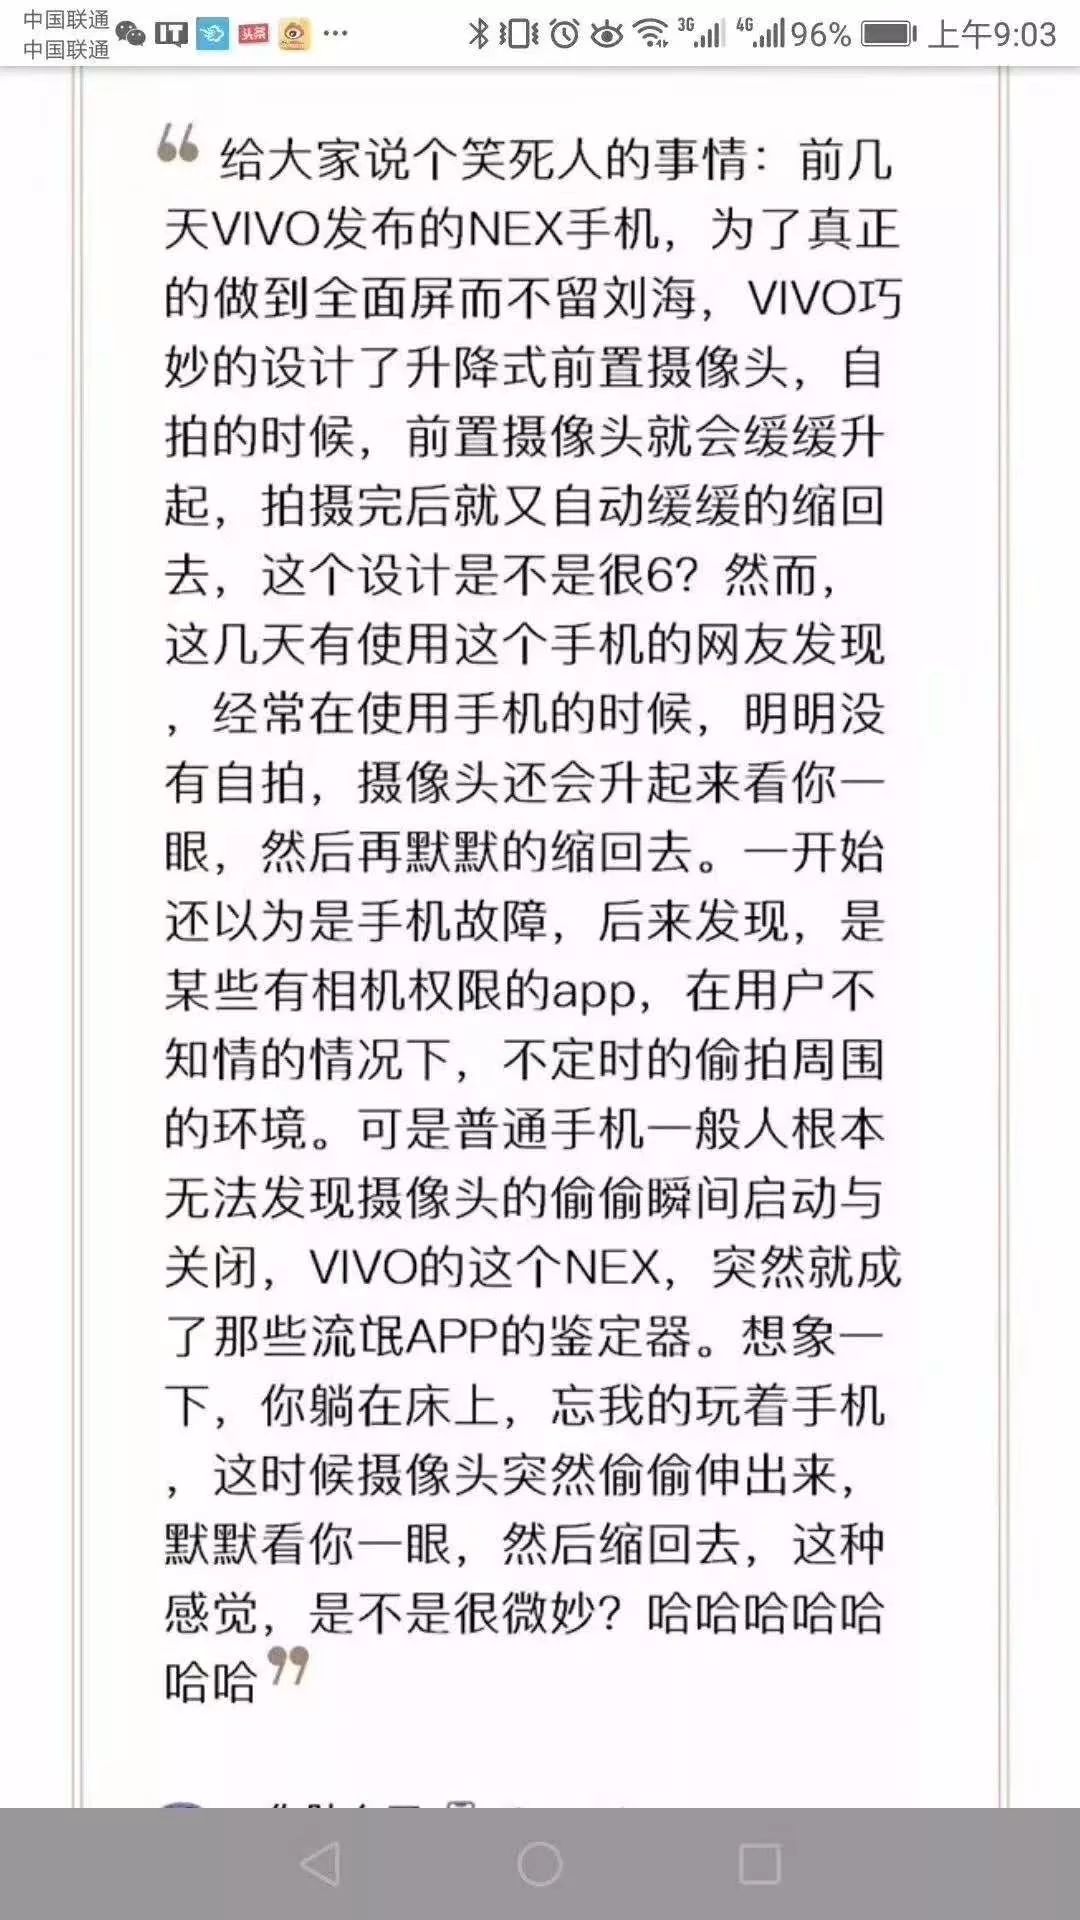 中国联通
中国联通
IT
头条
3G
4G
96%
上午9:03
“给大家说个笑死人的事情：前几
天VIVO发布的NEX手机，为了真正
的做到全面屏而不留刘海，VIVO巧
妙的设计了升降式前置摄像头，自
拍的时候，前置摄像头就会缓缓升
起，拍摄完后就又自动缓缓的缩回
去，这个设计是不是很6？然而，
这几天有使用这个手机的网友发现
，经常在使用手机的时候，明明没
有自拍，摄像头还会升起来看你一
眼，然后再默默的缩回去。一开始
还以为是手机故障，后来发现，是
某些有相机权限的app，在用户不
知情的情况下，不定时的偷拍周围
的环境。可是普通手机一般人根本
无法发现摄像头的偷偷瞬间启动与
关闭，VIVO的这个NEX，突然就成
了那些流氓APP的鉴定器。想象一
下，你躺在床上，忘我的玩着手机
，这时候摄像头突然偷偷伸出来，
默默看你一眼，然后缩回去，这种
感觉，是不是很微妙？哈哈哈哈哈
哈哈”